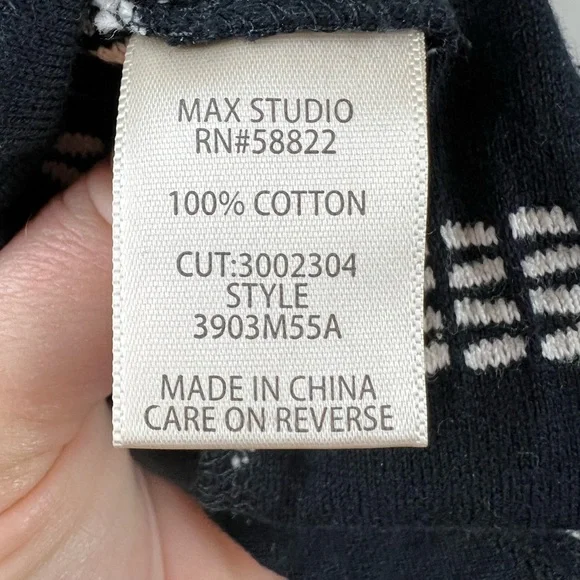 MAX STUDIO
RN#58822
100% COTTON
CUT:3002304
STYLE
3903M55A
MADE IN CHINA
CARE ON REVERSE